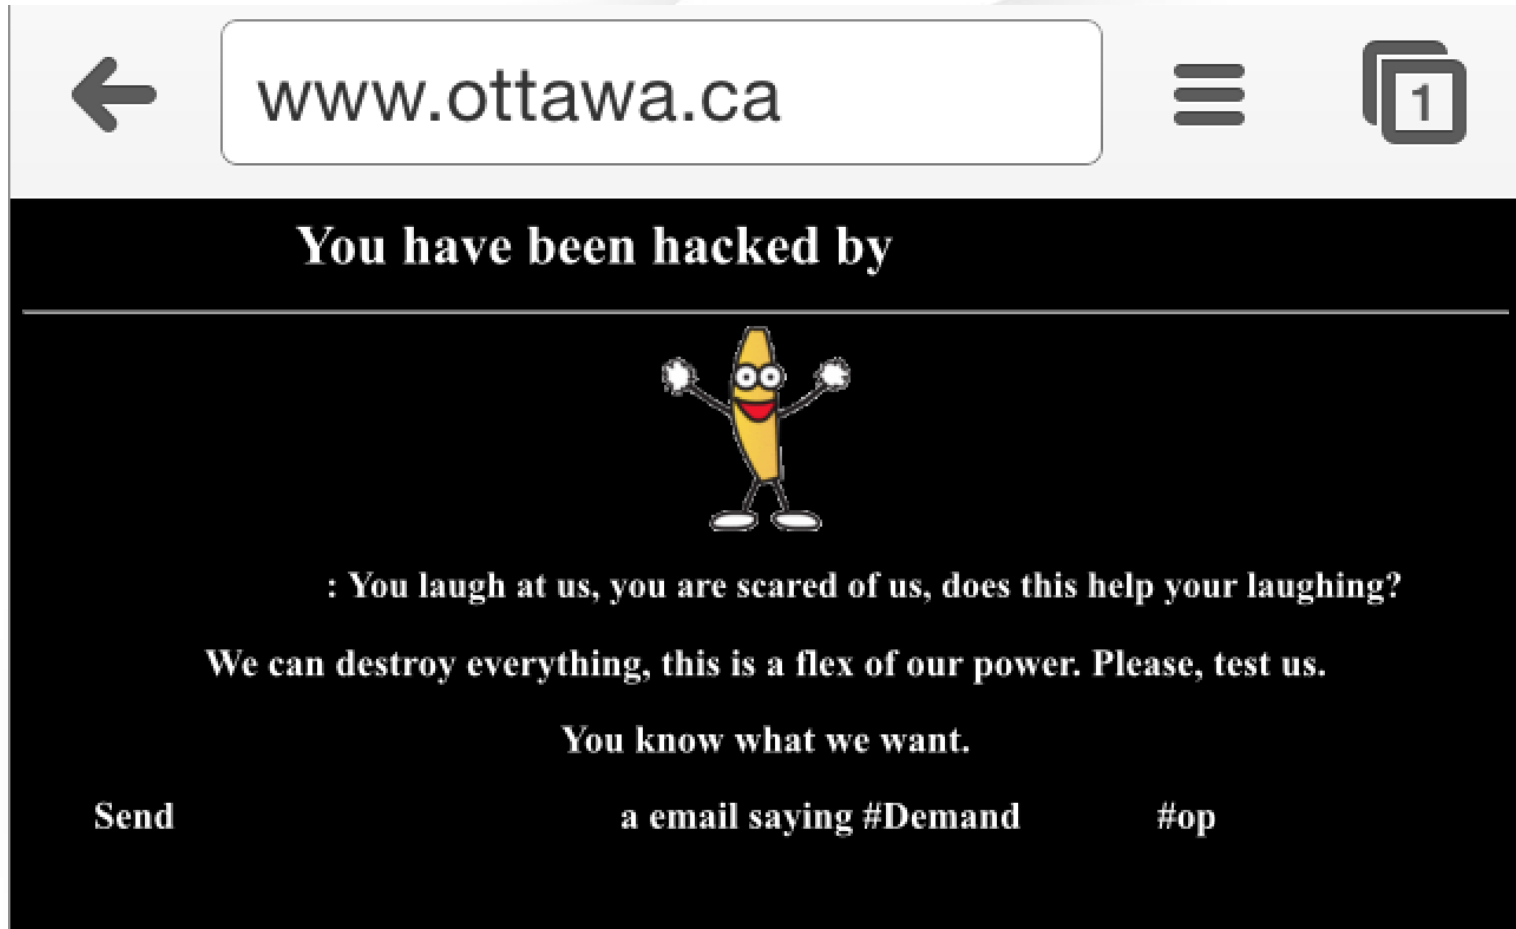 www.ottawa.ca
1
You have been hacked by
: You laugh at us, you are scared of us, does this help your laughing?
We can destroy everything, this is a flex of our power. Please, test us.
You know what we want.
Send a email saying #Demand #op